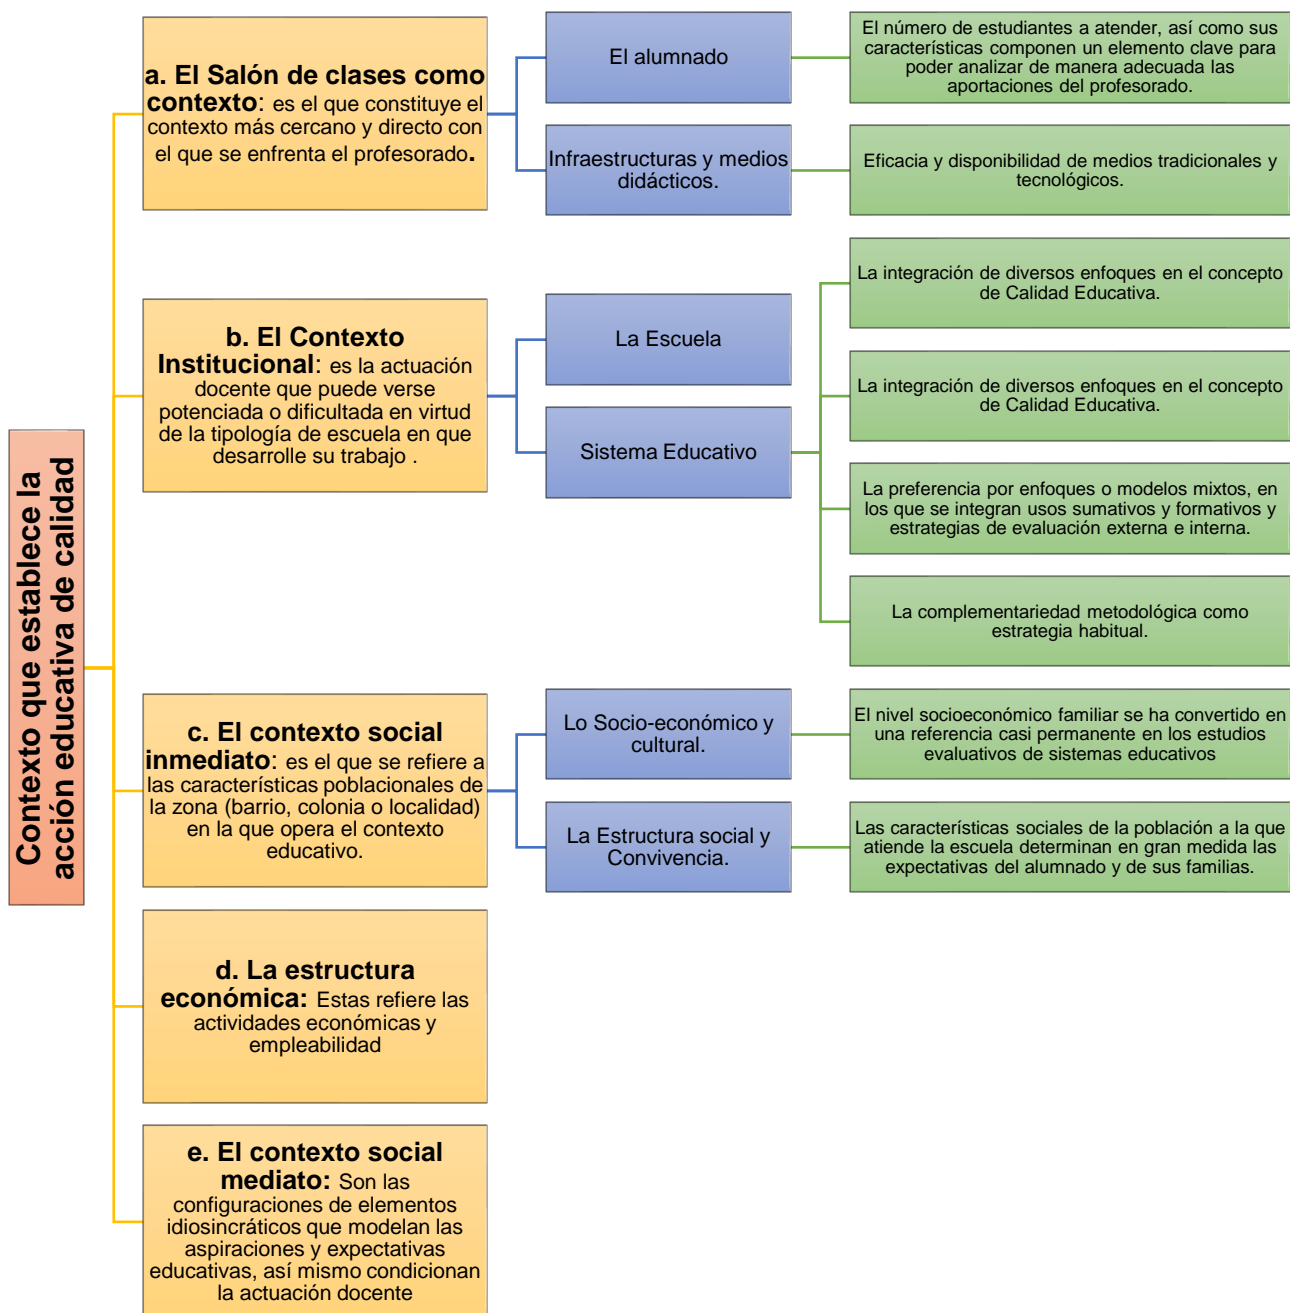 Contexto que establece la
acción educativa de calidad
a. El Salón de clases como
contexto: es el que constituye el
contexto más cercano y directo con
el que se enfrenta el profesorado.
El alumnado
El número de estudiantes a atender, así como sus
características componen un elemento clave para
poder analizar de manera adecuada las
aportaciones del profesorado.
Infraestructuras y medios
didácticos.
Eficacia y disponibilidad de medios tradicionales y
tecnológicos.
b. El Contexto
Institucional: es la actuación
docente que puede verse
potenciada o dificultada en virtud
de la tipología de escuela en que
desarrolle su trabajo .
La Escuela
Sistema Educativo
La integración de diversos enfoques en el concepto
de Calidad Educativa.
La integración de diversos enfoques en el concepto
de Calidad Educativa.
La preferencia por enfoques o modelos mixtos, en
los que se integran usos sumativos y formativos y
estrategias de evaluación externa e interna.
La complementariedad metodológica como
estrategia habitual.
c. El contexto social
inmediato: es el que se refiere a
las características poblacionales de
la zona (barrio, colonia o localidad)
en la que opera el contexto
educativo.
Lo Socio-económico y
cultural.
El nivel socioeconómico familiar se ha convertido en
una referencia casi permanente en los estudios
evaluativos de sistemas educativos
La Estructura social y
Convivencia.
Las características sociales de la población a la que
atiende la escuela determinan en gran medida las
expectativas del alumnado y de sus familias.
d. La estructura
económica: Estas refiere las
actividades económicas y
empleabilidad
e. El contexto social
mediato: Son las
configuraciones de elementos
idiosincráticos que modelan las
aspiraciones y expectativas
educativas, así mismo condicionan
la actuación docente